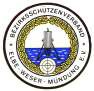 BEZIRKSSCHÜTZENVERBAND
ELBE-WESER-MÜNDUNG E.V.